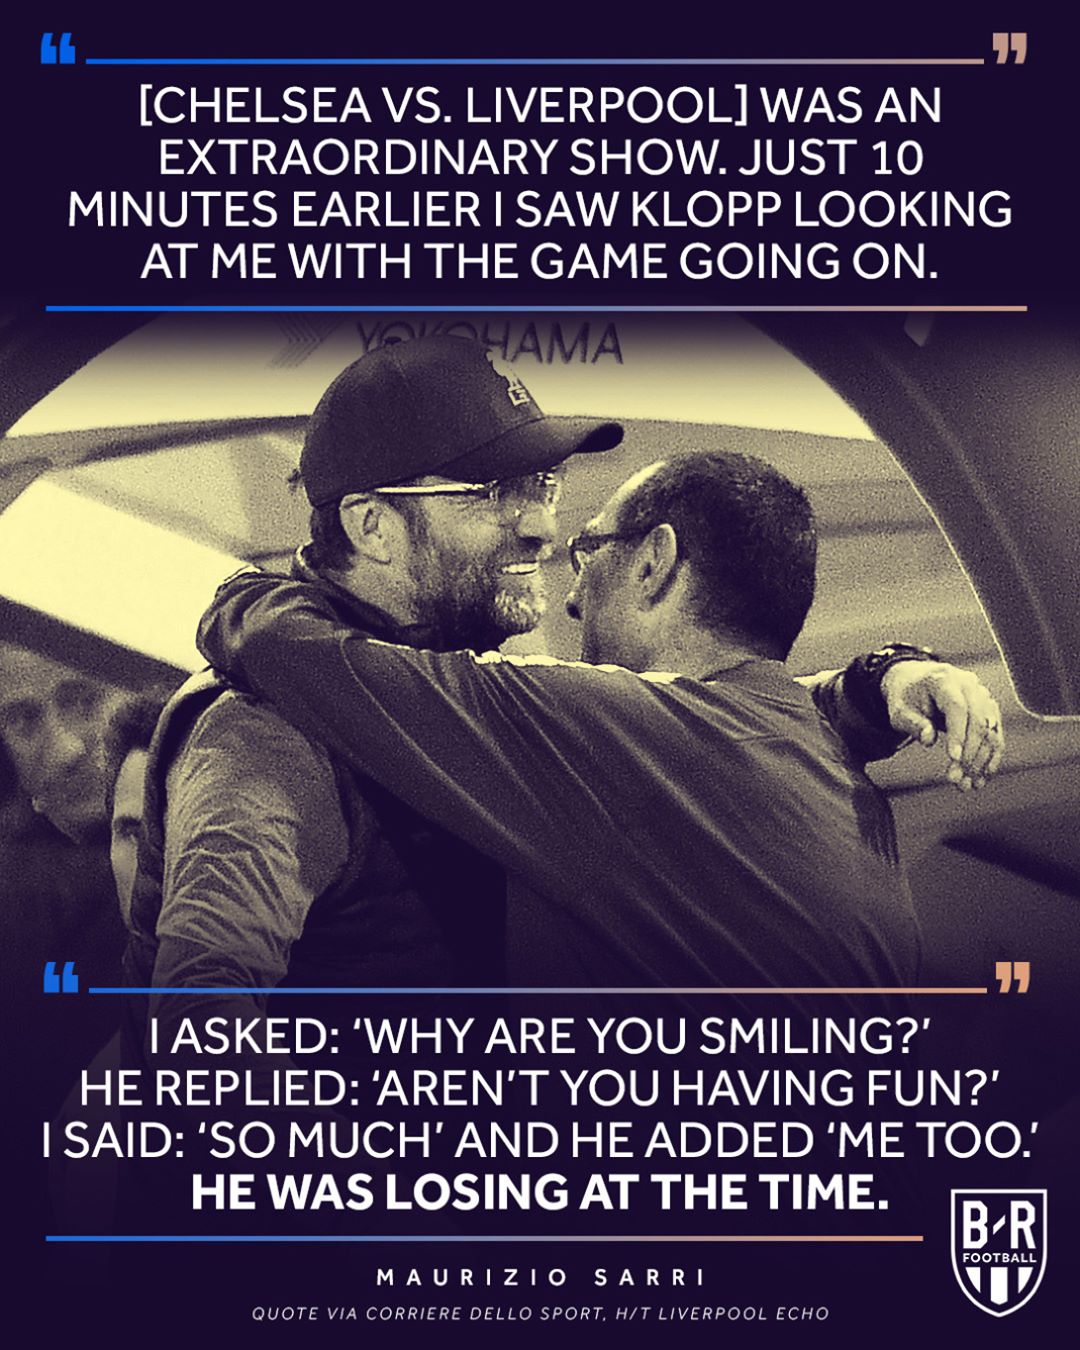 “ ”
[CHELSEA VS. LIVERPOOL] WAS AN
EXTRAORDINARY SHOW. JUST 10
MINUTES EARLIER I SAW KLOPP LOOKING
AT ME WITH THE GAME GOING ON.
YOKOHAMA
“ ”
I ASKED: ‘WHY ARE YOU SMILING?’
HE REPLIED: ‘AREN’T YOU HAVING FUN?’
I SAID: ‘SO MUCH’ AND HE ADDED ‘ME TOO.’
HE WAS LOSING AT THE TIME.
B-R
FOOTBALL
MAURIZIO SARRI
QUOTE VIA CORRIERE DELLO SPORT, H/T LIVERPOOL ECHO